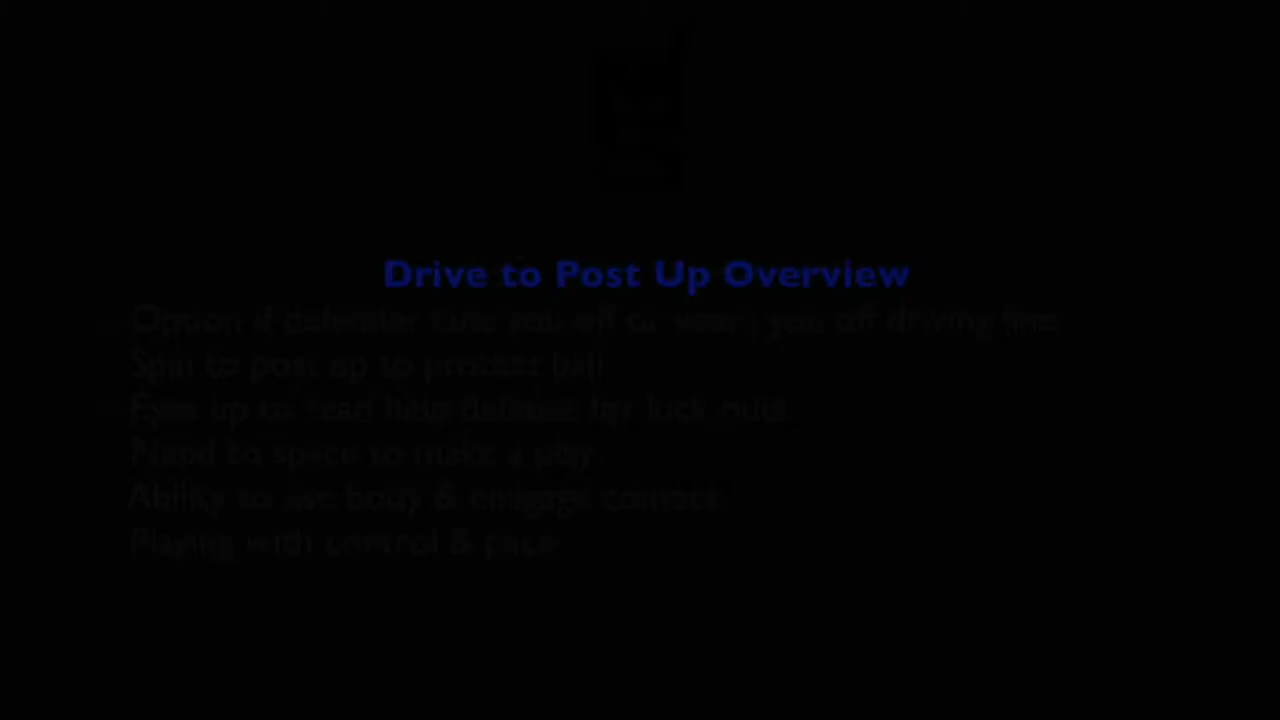 Drive to Post Up Overview
Option if defender cuts you off or wears you off driving line
Spin to post up to protect ball
Eyes up to read help defense for kick outs
Need to space to make a play
Ability to use body & engage contact
Playing with control & pace